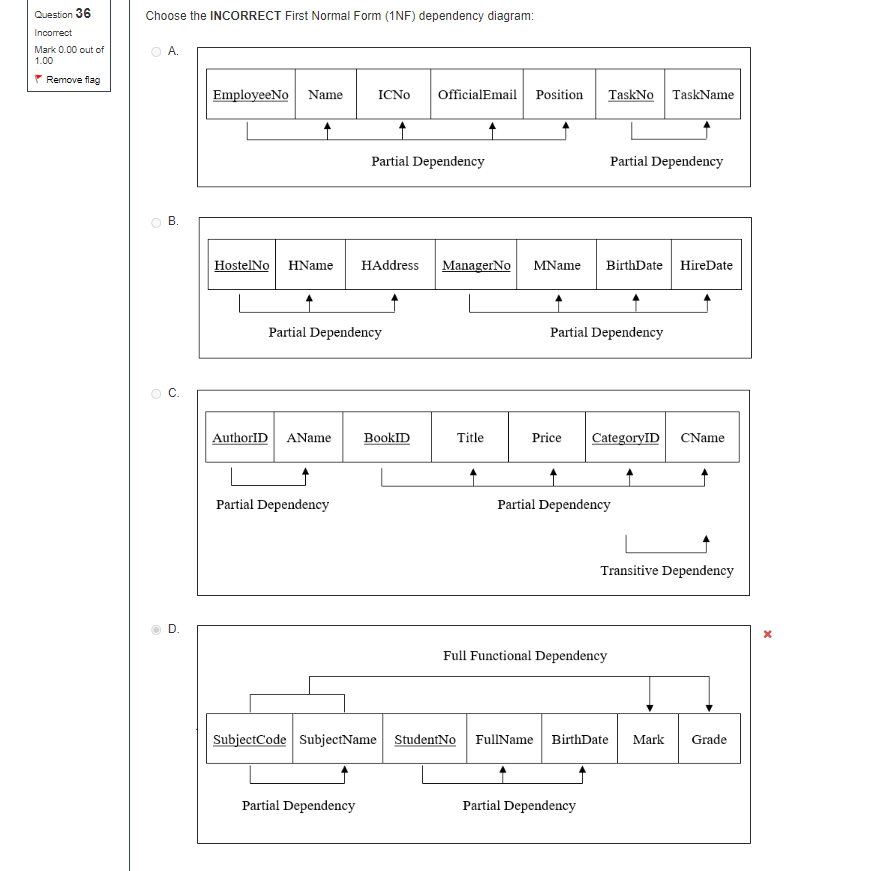 Question 36
Incorrect
Mark 0.00 out of
1.00
Remove flag
Choose the INCORRECT First Normal Form (1NF) dependency diagram:
A.
EmployeeNo Name ICNo OfficialEmail Position TaskNo TaskName
Partial Dependency Partial Dependency
B.
HostelNo HName HAddress ManagerNo MName BirthDate HireDate
Partial Dependency Partial Dependency
C.
AuthorID AName BookID Title Price CategoryID CName
Partial Dependency Partial Dependency
Transitive Dependency
D.
Full Functional Dependency
SubjectCode SubjectName StudentNo FullName BirthDate Mark Grade
Partial Dependency Partial Dependency